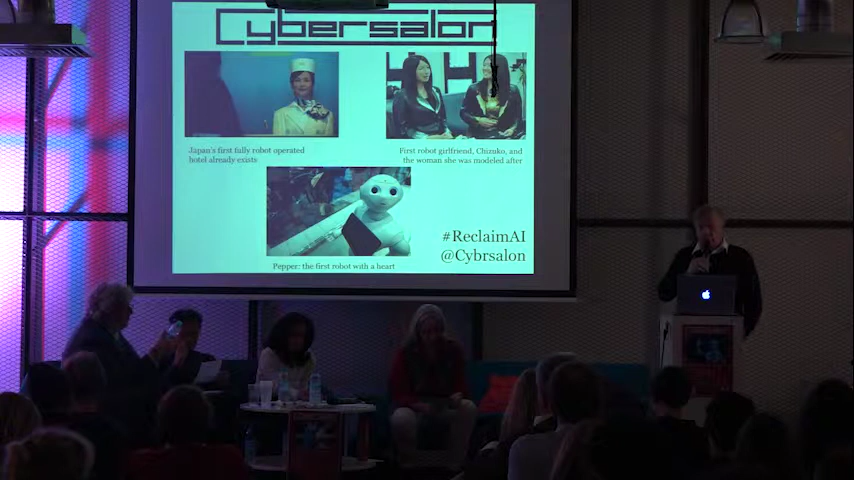 Cybersalon
Japan's first fully robot operated
hotel already exists
First robot girlfriend, Chizuko, and
the woman she was modeled after
#ReclaimAI
@Cybrsalon
Pepper: the first robot with a heart